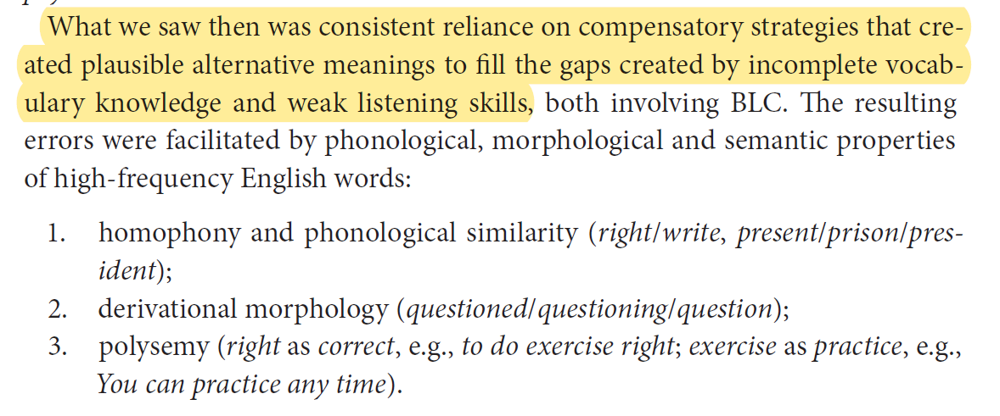 What we saw then was consistent reliance on compensatory strategies that cre-
ated plausible alternative meanings to fill the gaps created by incomplete vocab-
ulary knowledge and weak listening skills, both involving BLC. The resulting
errors were facilitated by phonological, morphological and semantic properties
of high-frequency English words:
1. homophony and phonological similarity (right/write, present/prison/pres-
ident);
2. derivational morphology (questioned/questioning/question);
3. polysemy (right as correct, e.g., to do exercise right; exercise as practice, e.g.,
You can practice any time).